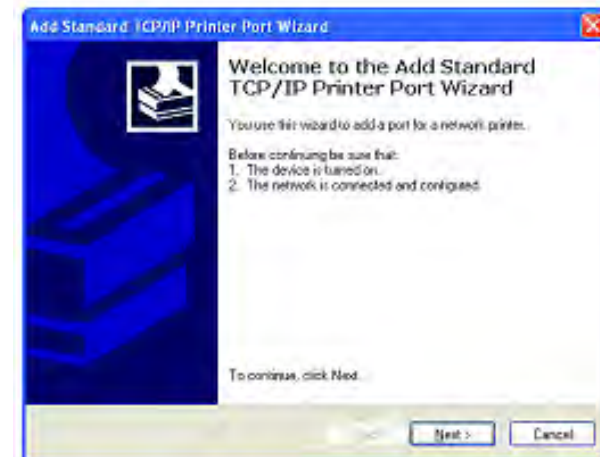 Add Standard TCP/IP Printer Port Wizard
Welcome to the Add Standard
TCP/IP Printer Port Wizard
You use this wizard to add a port for a network printer.
Before continuing be sure that:
1. The device is turned on.
2. The network is connected and configured.
To continue, click Next.
Next >
Cancel